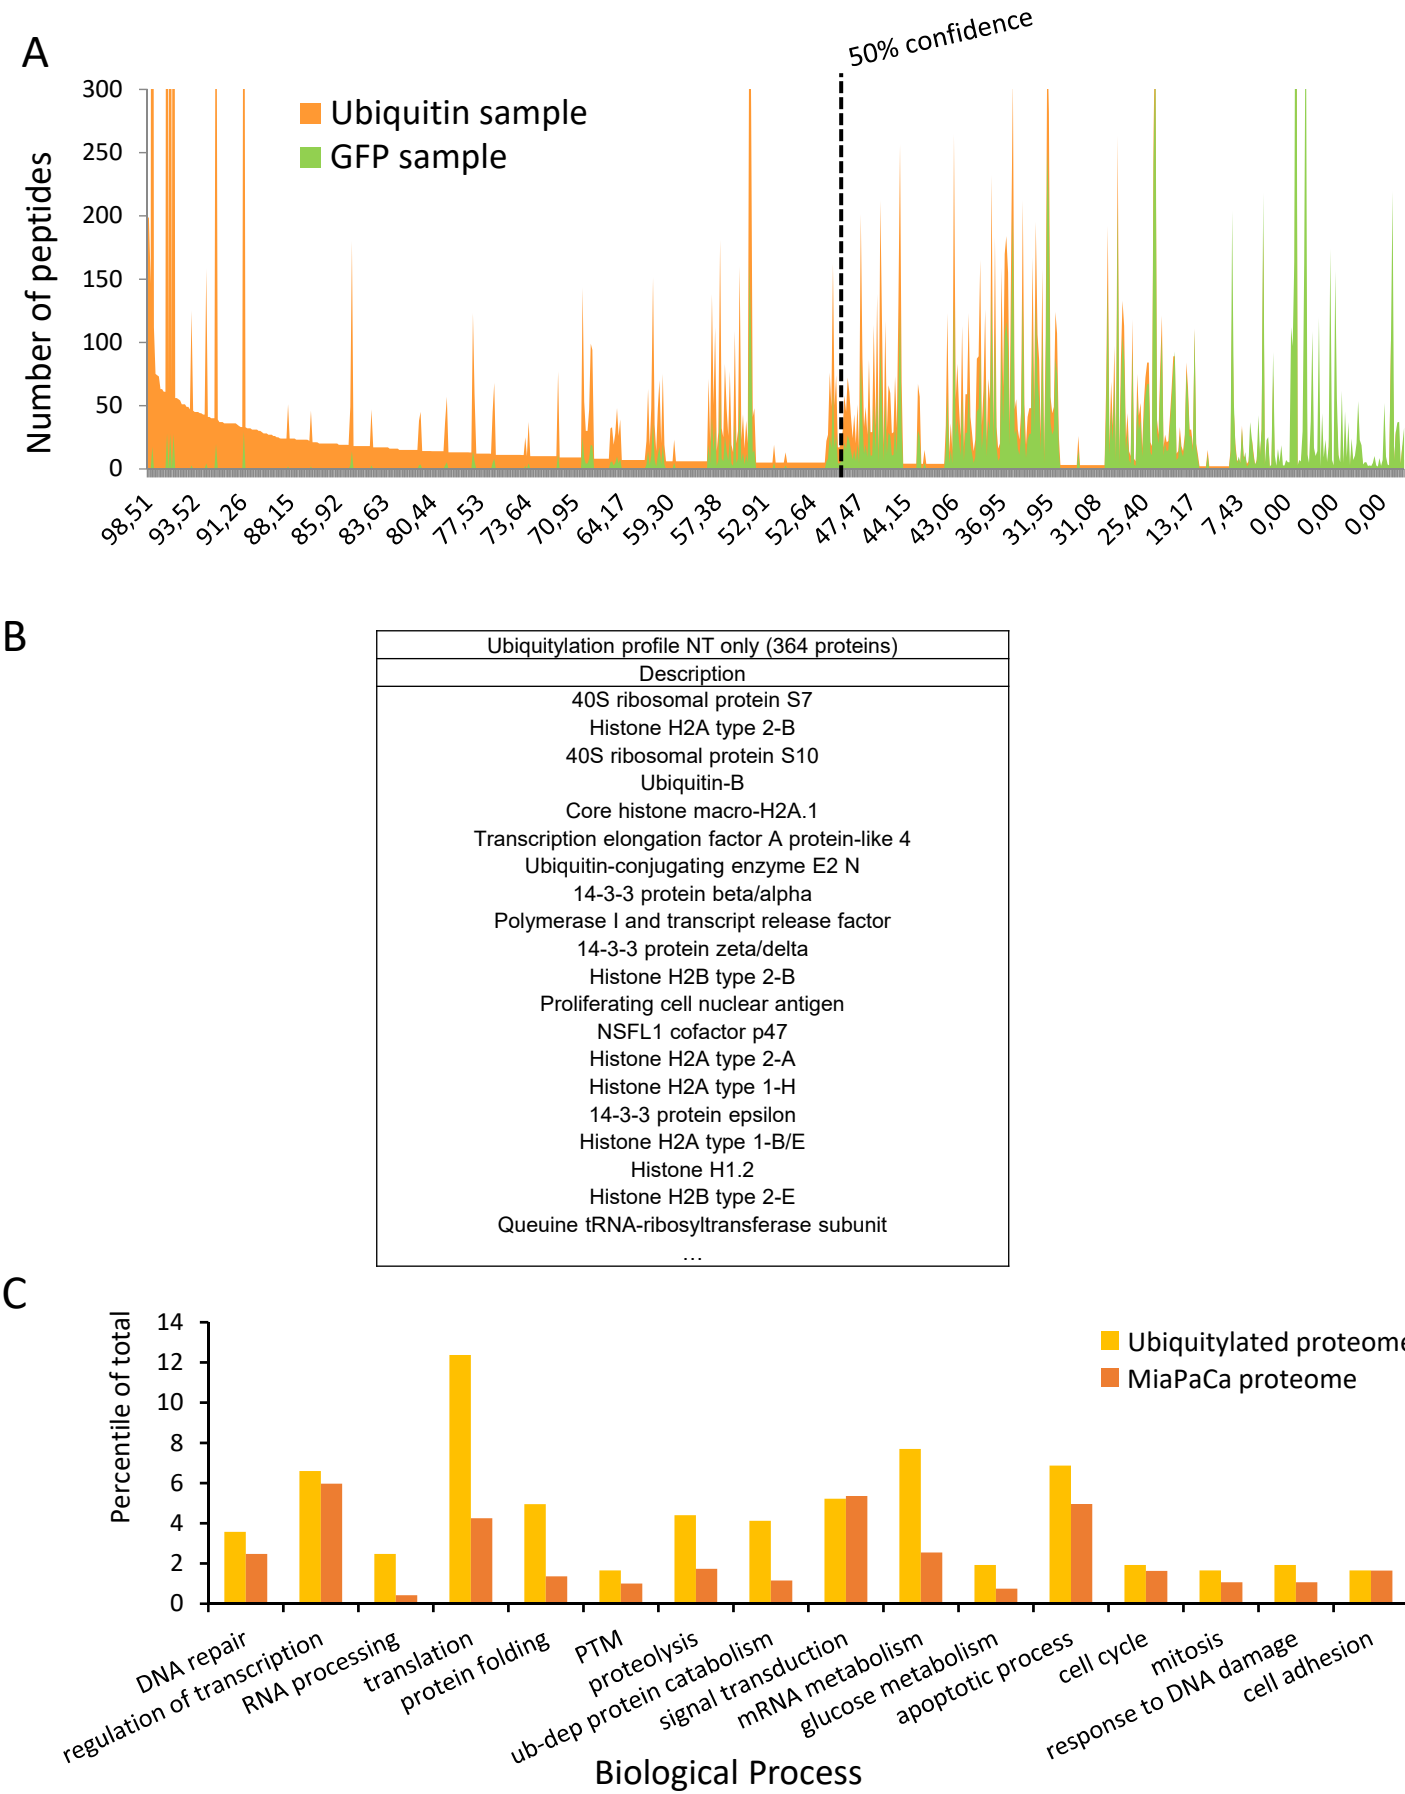 A
50% confidence
Number of peptides
300
250
200
150
100
50
0
Ubiquitin sample
GFP sample
98,51
93,52
91,26
88,15
85,92
83,63
80,44
77,53
73,64
70,95
64,17
59,30
57,38
52,91
52,64
47,47
44,15
43,06
36,95
31,95
31,08
25,40
13,17
7,43
0,00
0,00
0,00
B
Ubiquitylation profile NT only (364 proteins)
Description
40S ribosomal protein S7
Histone H2A type 2-B
40S ribosomal protein S10
Ubiquitin-B
Core histone macro-H2A.1
Transcription elongation factor A protein-like 4
Ubiquitin-conjugating enzyme E2 N
14-3-3 protein beta/alpha
Polymerase I and transcript release factor
14-3-3 protein zeta/delta
Histone H2B type 2-B
Proliferating cell nuclear antigen
NSFL1 cofactor p47
Histone H2A type 2-A
Histone H2A type 1-H
14-3-3 protein epsilon
Histone H2A type 1-B/E
Histone H1.2
Histone H2B type 2-E
Queuine tRNA-ribosyltransferase subunit
...
C
Percentile of total
14
12
10
8
6
4
2
0
Ubiquitylated proteome
MiaPaCa proteome
DNA repair
regulation of transcription
RNA processing
translation
protein folding
PTM
proteolysis
ub-dep protein catabolism
signal transduction
mRNA metabolism
glucose metabolism
apoptotic process
cell cycle
mitosis
response to DNA damage
cell adhesion
Biological Process